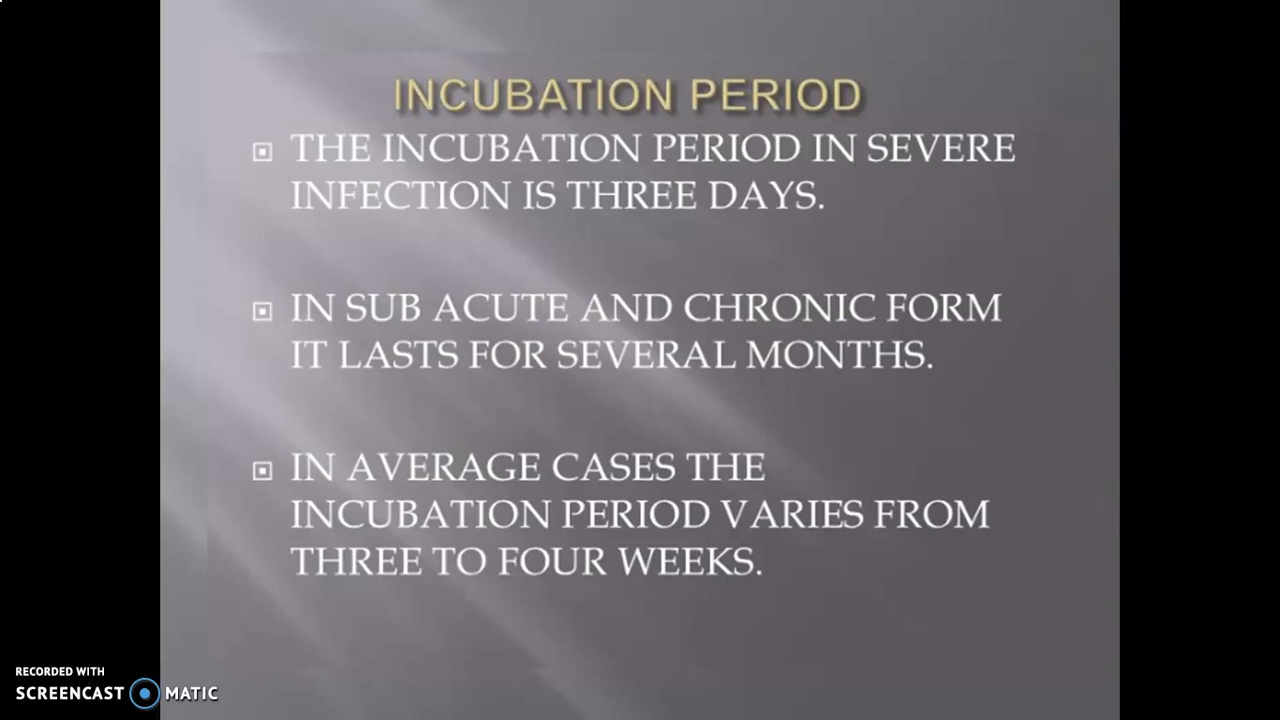 INCUBATION PERIOD
THE INCUBATION PERIOD IN SEVERE
INFECTION IS THREE DAYS.
IN SUB ACUTE AND CHRONIC FORM
IT LASTS FOR SEVERAL MONTHS.
IN AVERAGE CASES THE
INCUBATION PERIOD VARIES FROM
THREE TO FOUR WEEKS.
RECORDED WITH
SCREENCAST MATIC